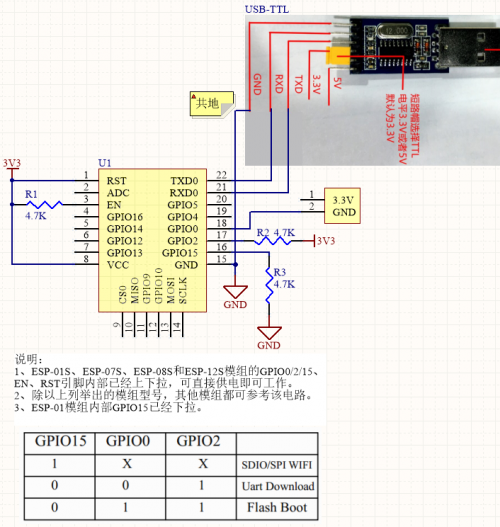 USB-TTL
12.000
GND
RXD
TXD
3.3V
5V
短路帽选择TTL
电平3.3V或者5V
默认为3.3V
共地
3V3
U1
R1
4.7K
1 RST TXD0 22
2 ADC RXD0 21
3 EN GPIO5 20
4 GPIO16 GPIO4 19
5 GPIO14 GPIO0 18
6 GPIO12 GPIO2 17
7 GPIO13 GPIO15 16
8 VCC GND 15
CS0
MISO
GPIO9
GPIO10
MOSI
SCLK
9
10
11
12
13
14
1 3.3V
2 GND
R2 4.7K
3V3
R3
4.7K
GND
GND
说明：
1、ESP-01S、ESP-07S、ESP-08S和ESP-12S模组的GPIO0/2/15、
EN、RST引脚内部已经上下拉，可直接供电即可工作。
2、除以上列举出的模组型号，其他模组都可参考该电路。
3、ESP-01模组内部GPIO15已经下拉。
GPIO15 GPIO0 GPIO2
1 X X SDIO/SPI WIFI
0 0 1 Uart Download
0 1 1 Flash Boot